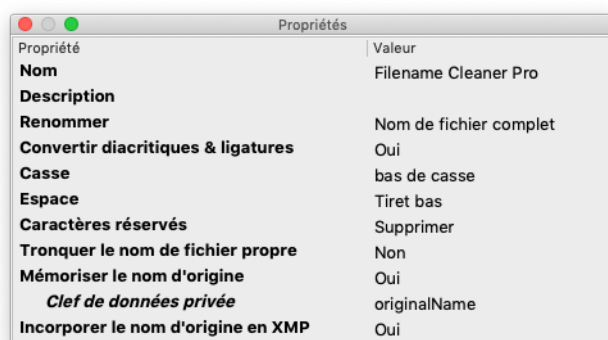 Propriétés
Propriété Valeur
Nom Filename Cleaner Pro
Description
Renommer Nom de fichier complet
Convertir diacritiques & ligatures Oui
Casse bas de casse
Espace Tiret bas
Caractères réservés Supprimer
Tronquer le nom de fichier propre Non
Mémoriser le nom d'origine Oui
Clef de données privée originalName
Incorporer le nom d'origine en XMP Oui